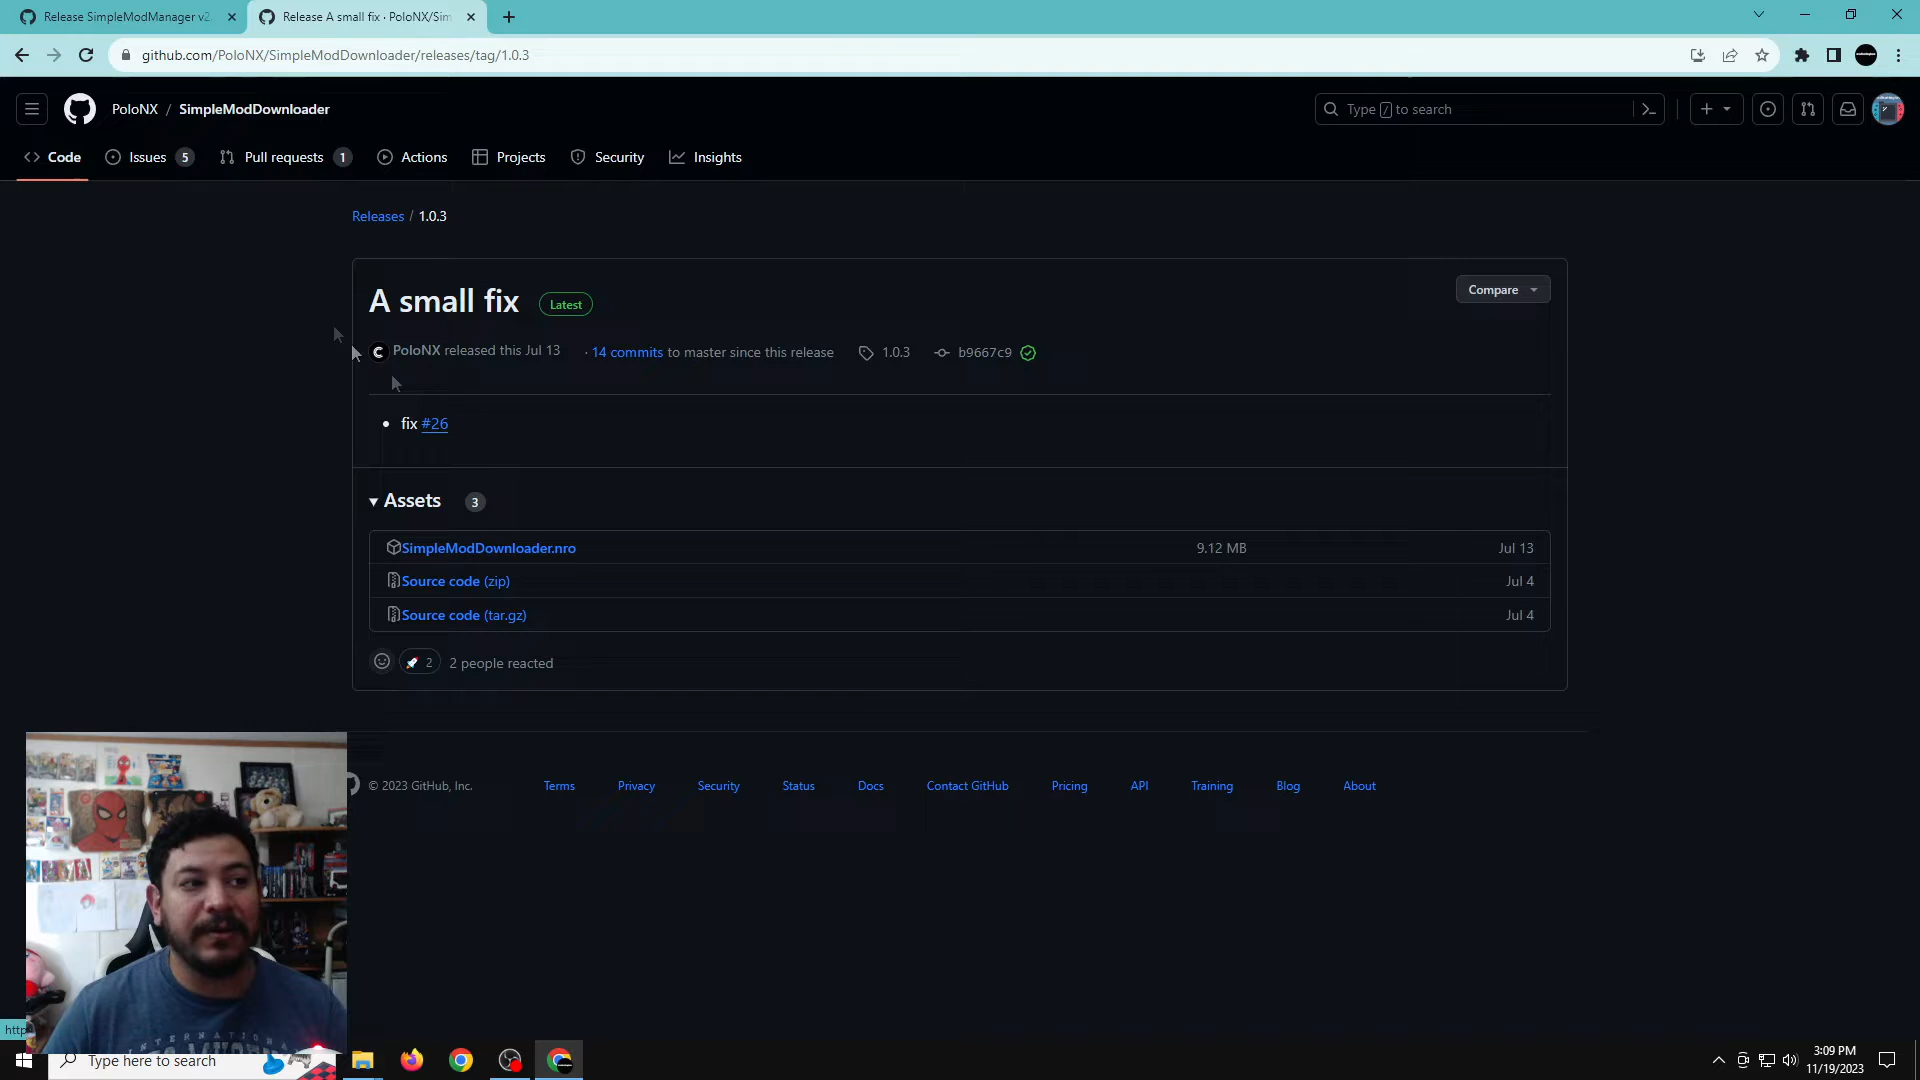 Release SimpleModManager v2
Release A small fix · PoloNX/Sim
github.com/PoloNX/SimpleModDownloader/releases/tag/1.0.3
PoloNX / SimpleModDownloader
Type / to search
Code
Issues 5
Pull requests 1
Actions
Projects
Security
Insights
Releases / 1.0.3
A small fix Latest
Compare
PoloNX released this Jul 13 · 14 commits to master since this release 1.0.3 b9667c9
• fix #26
Assets 3
SimpleModDownloader.nro 9.12 MB Jul 13
Source code (zip) Jul 4
Source code (tar.gz) Jul 4
2 2 people reacted
© 2023 GitHub, Inc. Terms Privacy Security Status Docs Contact GitHub Pricing API Training Blog About
INTERNATIONAL
http
Type here to search
3:09 PM
11/19/2023